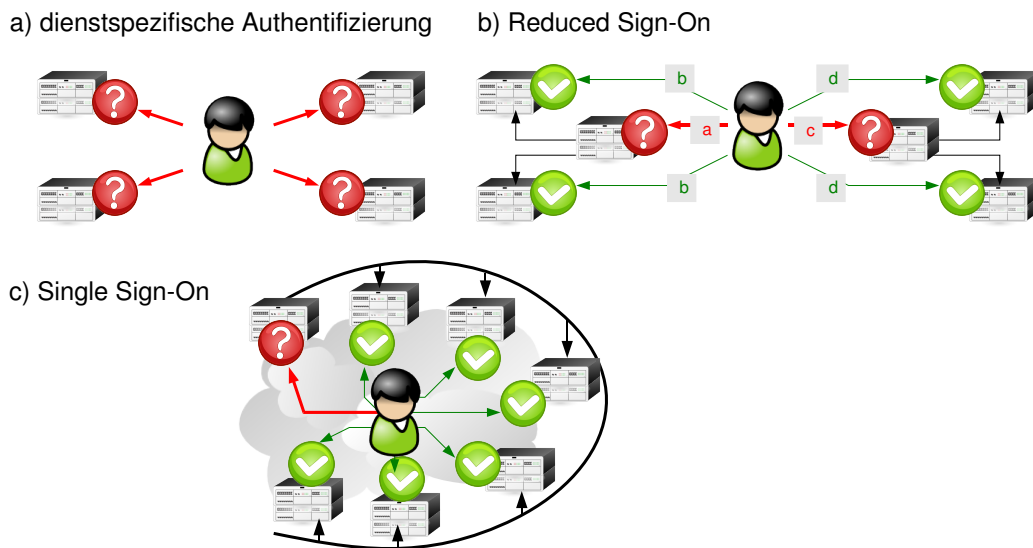 a) dienstspezifische Authentifizierung
b) Reduced Sign-On
b
d
a
c
b
d
c) Single Sign-On